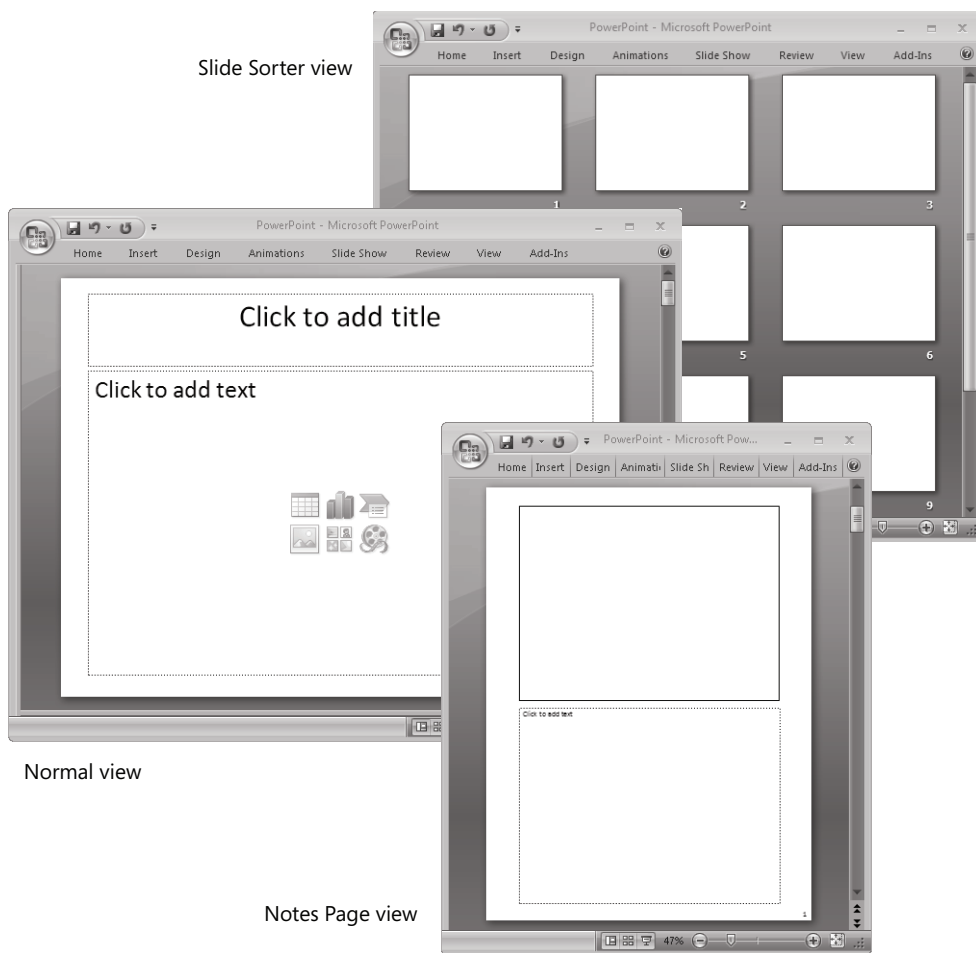 PowerPoint - Microsoft PowerPoint
Home Insert Design Animations Slide Show Review View Add-Ins
Slide Sorter view
1 2 3
PowerPoint - Microsoft PowerPoint
Home Insert Design Animations Slide Show Review View Add-Ins
Click to add title
5 6
Click to add text
PowerPoint - Microsoft Pow...
Home Insert Design Animati Slide Sh Review View Add-Ins
9
Click to add text
Normal view
Notes Page view
1
47%